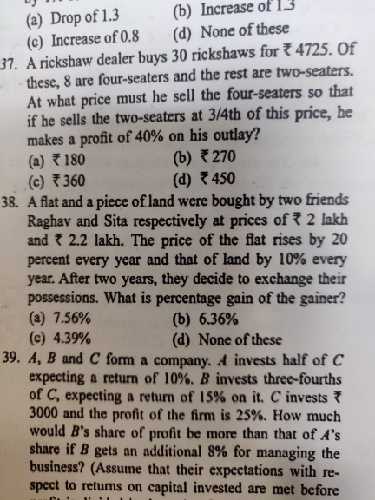 (a) Drop of 1.3 (b) Increase of 1.3
(c) Increase of 0.8 (d) None of these
37. A rickshaw dealer buys 30 rickshaws for ₹ 4725. Of
these, 8 are four-seaters and the rest are two-seaters.
At what price must he sell the four-seaters so that
if he sells the two-seaters at 3/4th of this price, he
makes a profit of 40% on his outlay?
(a) ₹ 180 (b) ₹ 270
(c) ₹ 360 (d) ₹ 450
38. A flat and a piece of land were bought by two friends
Raghav and Sita respectively at prices of ₹ 2 lakh
and ₹ 2.2 lakh. The price of the flat rises by 20
percent every year and that of land by 10% every
year. After two years, they decide to exchange their
possessions. What is percentage gain of the gainer?
(a) 7.56% (b) 6.36%
(c) 4.39% (d) None of these
39. A, B and C form a company. A invests half of C
expecting a return of 10%. B invests three-fourths
of C, expecting a return of 15% on it. C invests ₹
3000 and the profit of the firm is 25%. How much
would B's share of profit be more than that of A's
share if B gets an additional 8% for managing the
business? (Assume that their expectations with re-
spect to returns on capital invested are met before